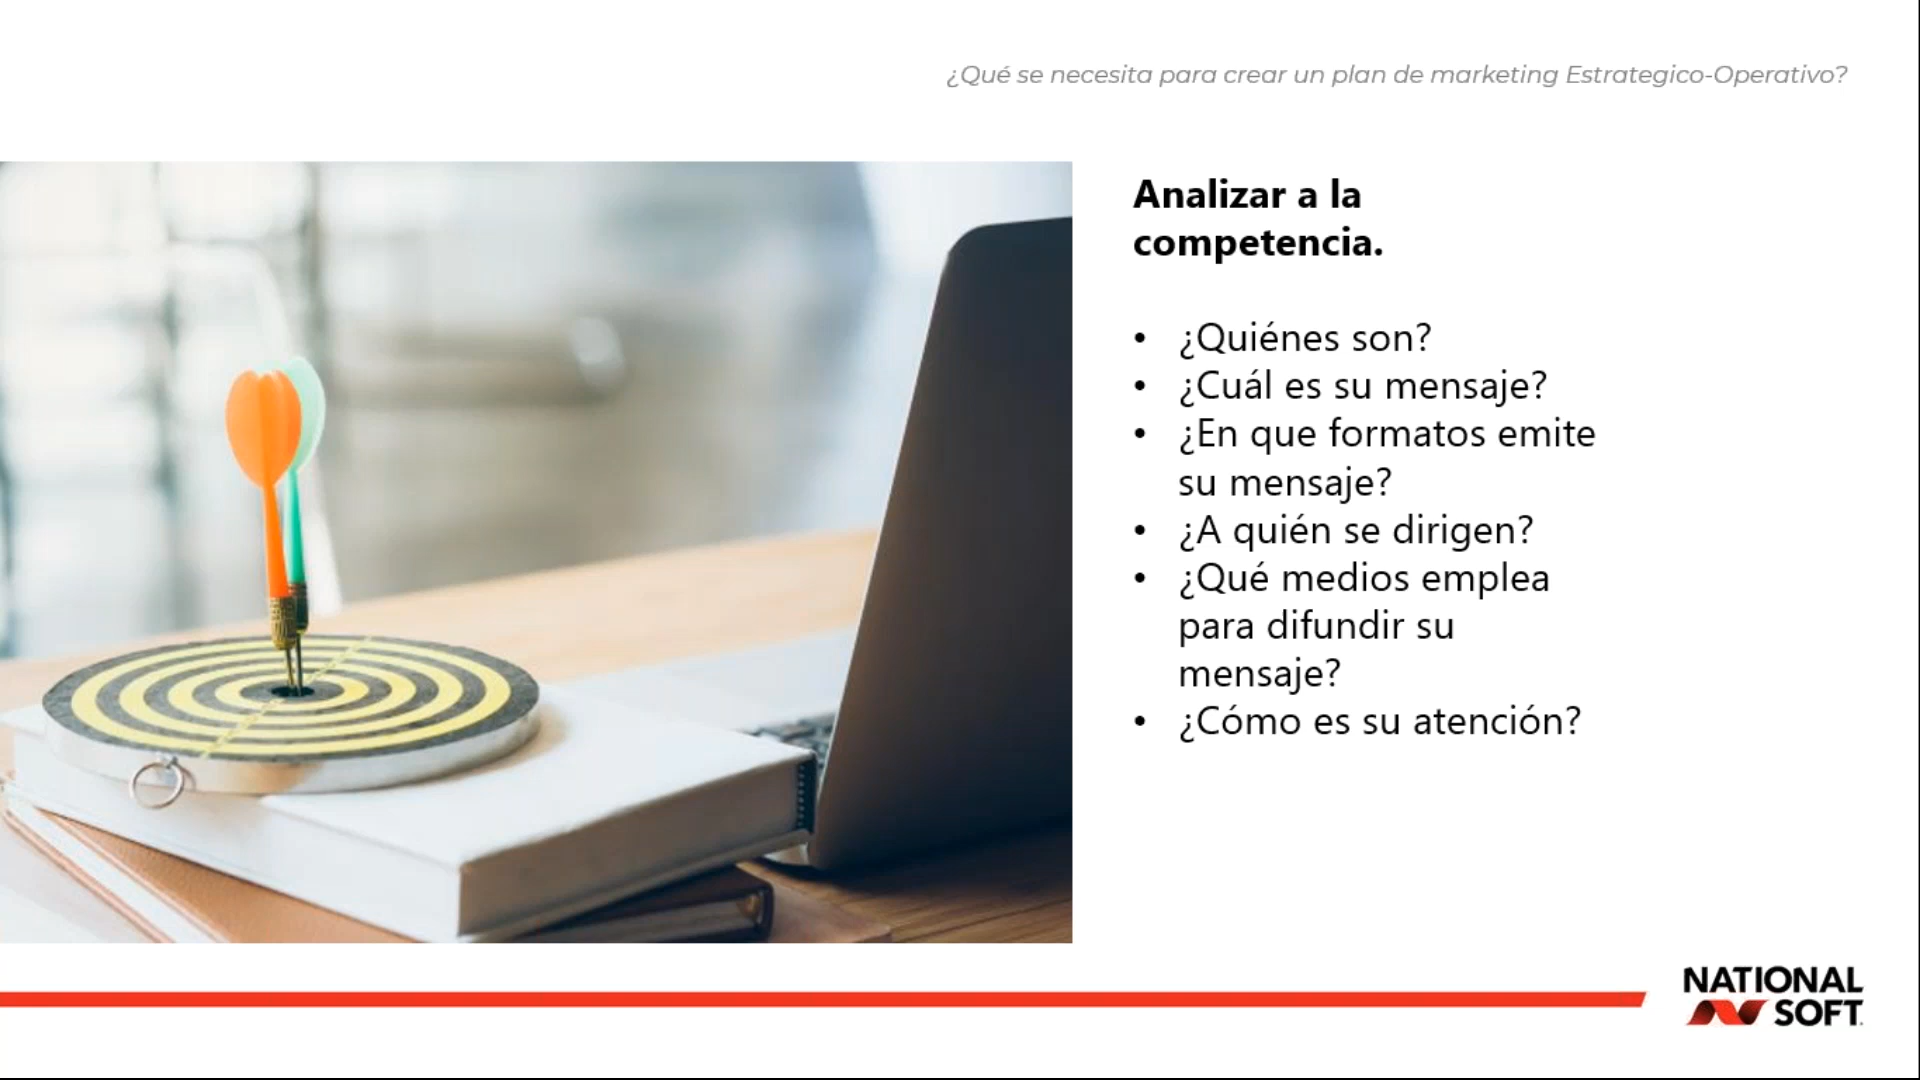 ¿Qué se necesita para crear un plan de marketing Estrategico-Operativo?
Analizar a la
competencia.
• ¿Quiénes son?
• ¿Cuál es su mensaje?
• ¿En que formatos emite
su mensaje?
• ¿A quién se dirigen?
• ¿Qué medios emplea
para difundir su
mensaje?
• ¿Cómo es su atención?
NATIONAL
SOFT